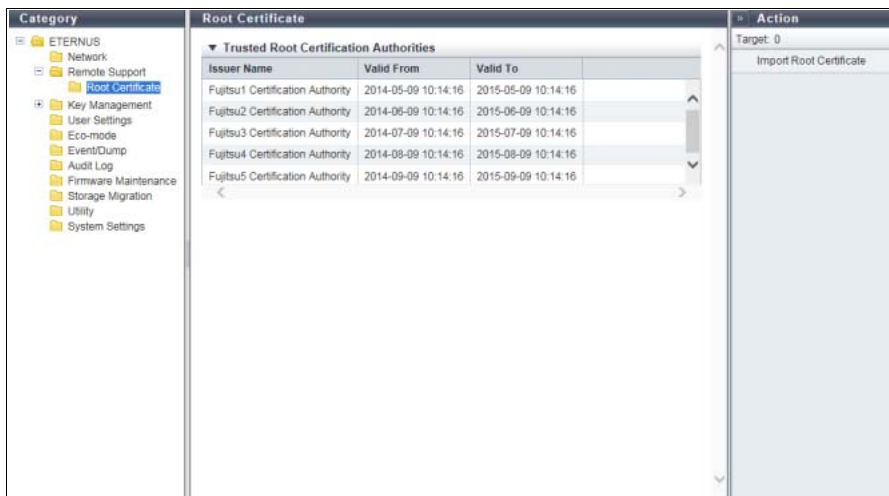 Category
ETERNUS
Network
Remote Support
Root Certificate
Key Management
User Settings
Eco-mode
Event/Dump
Audit Log
Firmware Maintenance
Storage Migration
Utility
System Settings
Root Certificate
▼ Trusted Root Certification Authorities
Issuer Name Valid From Valid To
Fujitsu1 Certification Authority 2014-05-09 10:14:16 2015-05-09 10:14:16
Fujitsu2 Certification Authority 2014-06-09 10:14:16 2015-06-09 10:14:16
Fujitsu3 Certification Authority 2014-07-09 10:14:16 2015-07-09 10:14:16
Fujitsu4 Certification Authority 2014-08-09 10:14:16 2015-08-09 10:14:16
Fujitsu5 Certification Authority 2014-09-09 10:14:16 2015-09-09 10:14:16
» Action
Target: 0
Import Root Certificate